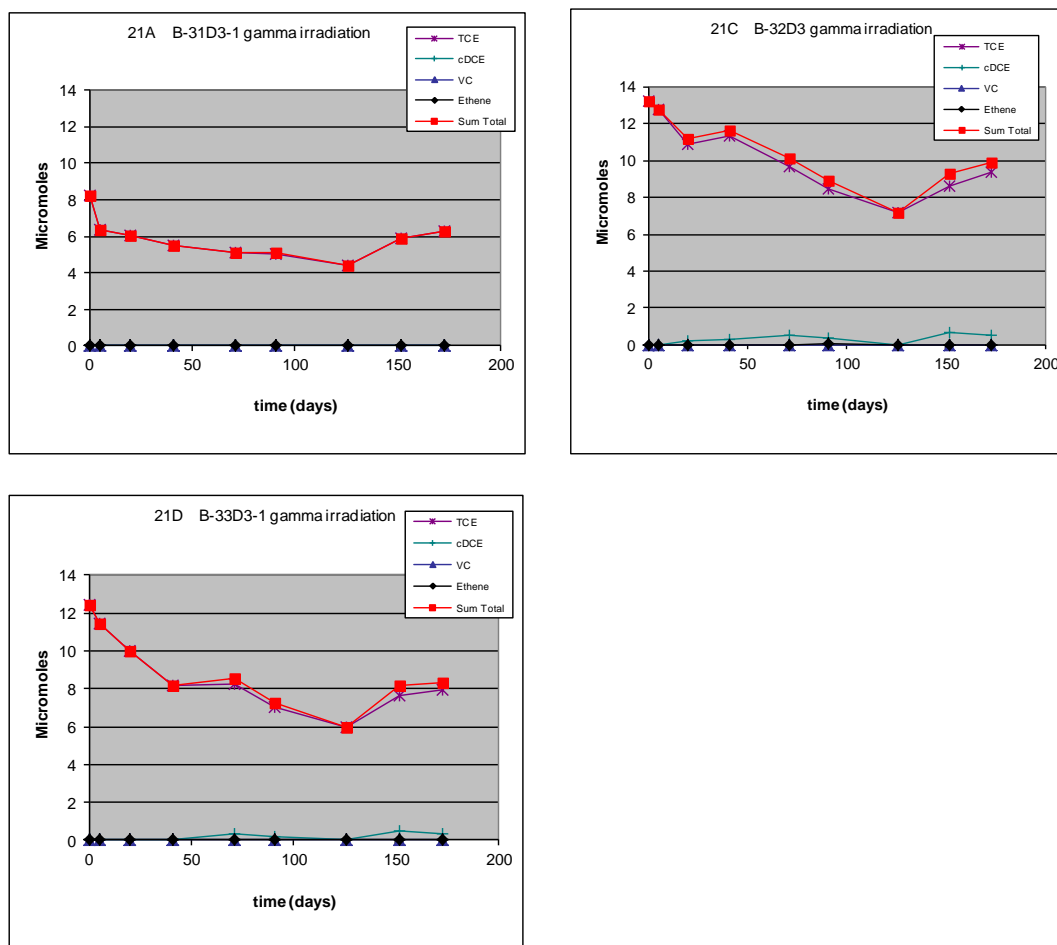 21A B-31D3-1 gamma irradiation
TCE
cDCE
VC
Ethene
Sum Total
14
12
10
8
6
4
2
0
Micromoles
0 50 100 150 200
time (days)
21C B-32D3 gamma irradiation
TCE
cDCE
VC
Ethene
Sum Total
14
12
10
8
6
4
2
0
Micromoles
0 50 100 150 200
time (days)
21D B-33D3-1 gamma irradiation
TCE
cDCE
VC
Ethene
Sum Total
14
12
10
8
6
4
2
0
Micromoles
0 50 100 150 200
time (days)